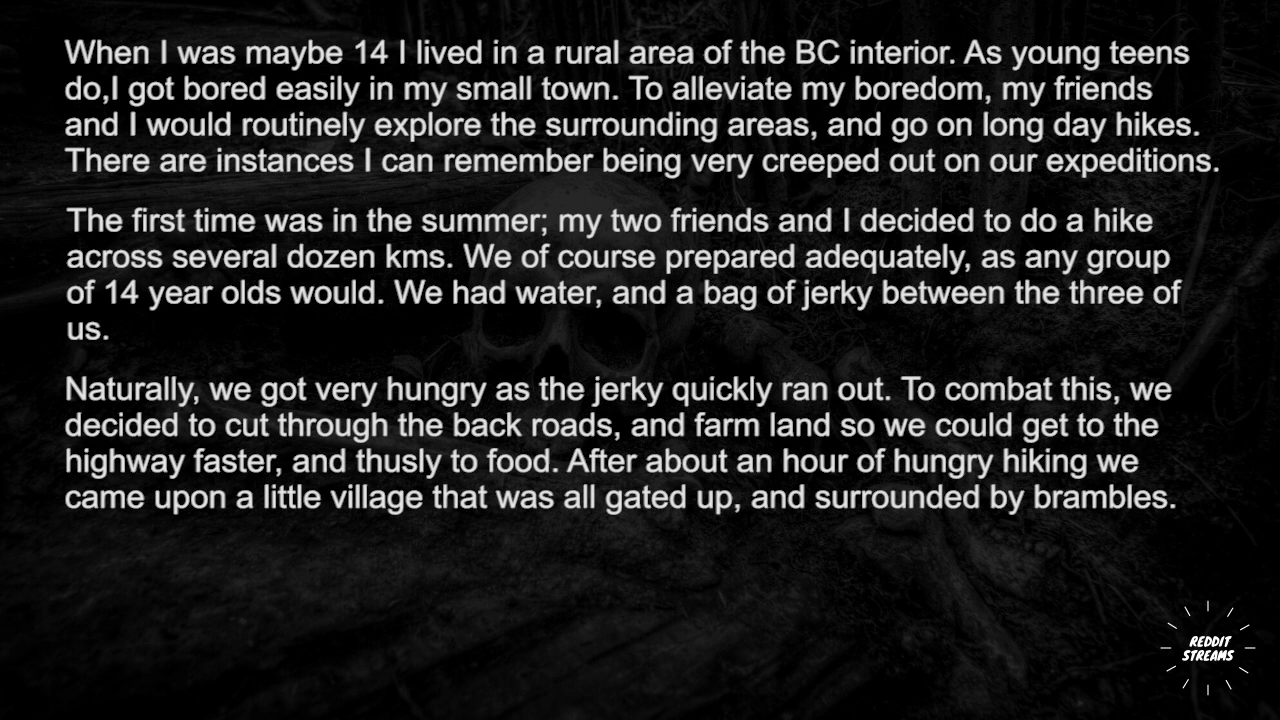 When I was maybe 14 I lived in a rural area of the BC interior. As young teens
do,I got bored easily in my small town. To alleviate my boredom, my friends
and I would routinely explore the surrounding areas, and go on long day hikes.
There are instances I can remember being very creeped out on our expeditions.
The first time was in the summer; my two friends and I decided to do a hike
across several dozen kms. We of course prepared adequately, as any group
of 14 year olds would. We had water, and a bag of jerky between the three of
us.
Naturally, we got very hungry as the jerky quickly ran out. To combat this, we
decided to cut through the back roads, and farm land so we could get to the
highway faster, and thusly to food. After about an hour of hungry hiking we
came upon a little village that was all gated up, and surrounded by brambles.
REDDIT
STREAMS